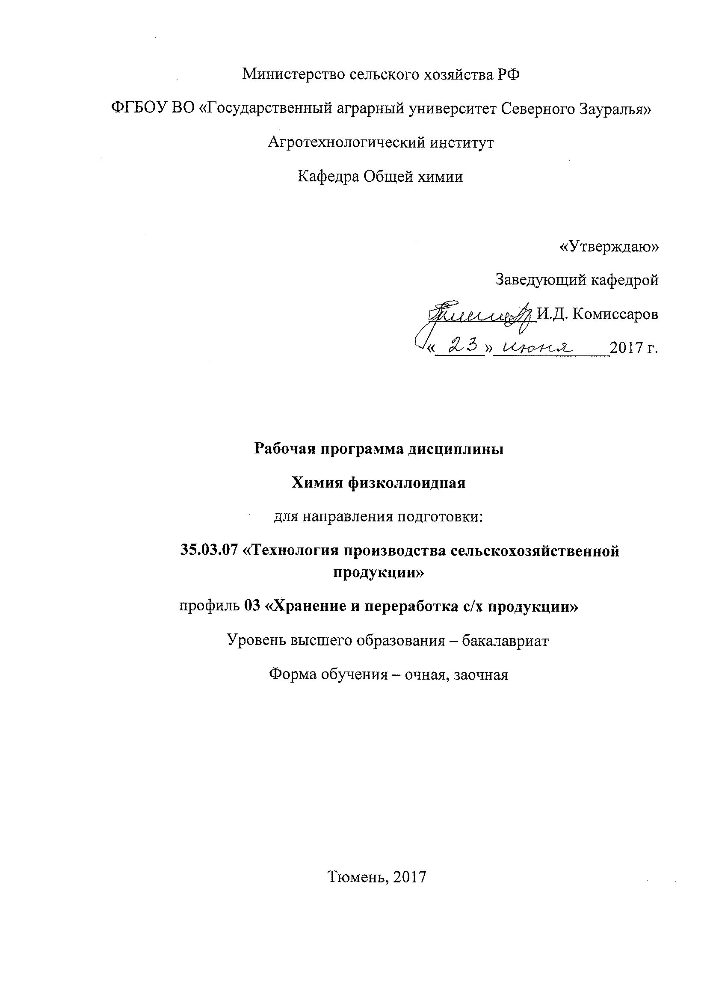 Министерство сельского хозяйства РФ
ФГБОУ ВО «Государственный аграрный университет Северного Зауралья»
Агротехнологический институт
Кафедра Общей химии
«Утверждаю»
Заведующий кафедрой
И.Д. Комиссаров
« 23 » июня 2017 г.
Рабочая программа дисциплины
Химия физколлоидная
для направления подготовки:
35.03.07 «Технология производства сельскохозяйственной
продукции»
профиль 03 «Хранение и переработка с/х продукции»
Уровень высшего образования – бакалавриат
Форма обучения – очная, заочная
Тюмень, 2017